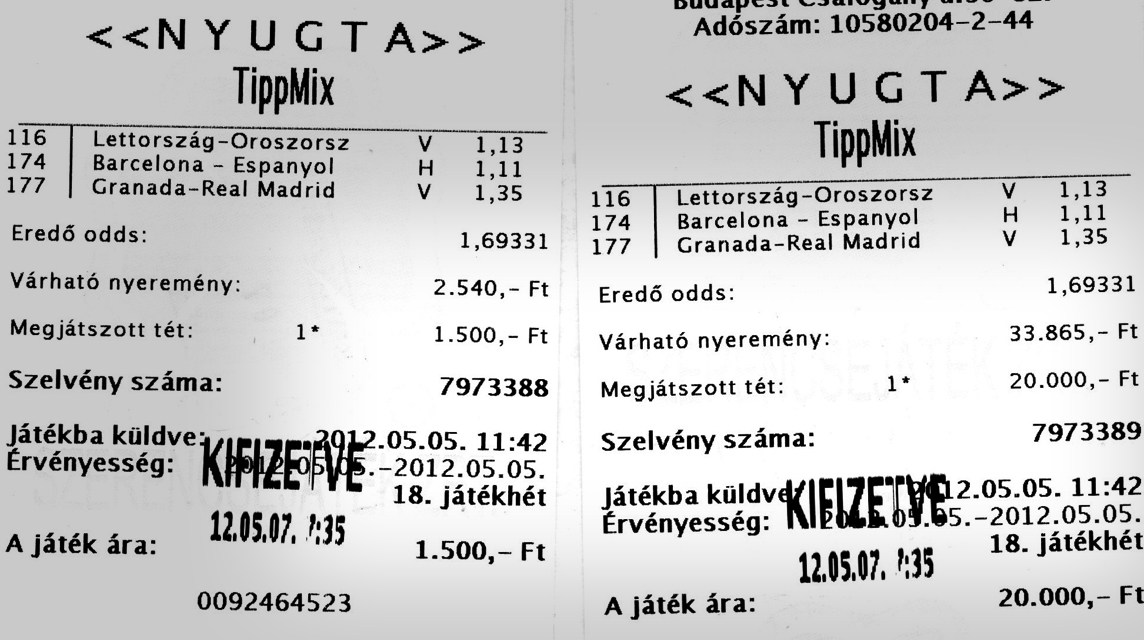 <<NYUGTA>>
TippMix
116 Lettország-Oroszorsz V 1,13
174 Barcelona - Espanyol H 1,11
177 Granada-Real Madrid V 1,35
Eredő odds: 1,69331
Várható nyeremény: 2.540,- Ft
Megjátszott tét: 1* 1.500,- Ft
Szelvény száma: 7973388
Játékba küldve: 2012.05.05. 11:42
Érvényesség: 2012.05.05.-2012.05.05.
KIFIZETVE
18. játékhét
12.05.07. :35
A játék ára: 1.500,- Ft
0092464523
Budapest Csalogány
Adószám: 10580204-2-44
<<NYUGTA>>
TippMix
116 Lettország-Oroszorsz V 1,13
174 Barcelona - Espanyol H 1,11
177 Granada-Real Madrid V 1,35
Eredő odds: 1,69331
Várható nyeremény: 33.865,- Ft
Megjátszott tét: 1* 20.000,- Ft
Szelvény száma: 7973389
Játékba küldve 2012.05.05. 11:42
Érvényesség: 2012.05.05.-2012.05.05.
KIFIZETVE
18. játékhét
12.05.07. :35
A játék ára: 20.000,- Ft